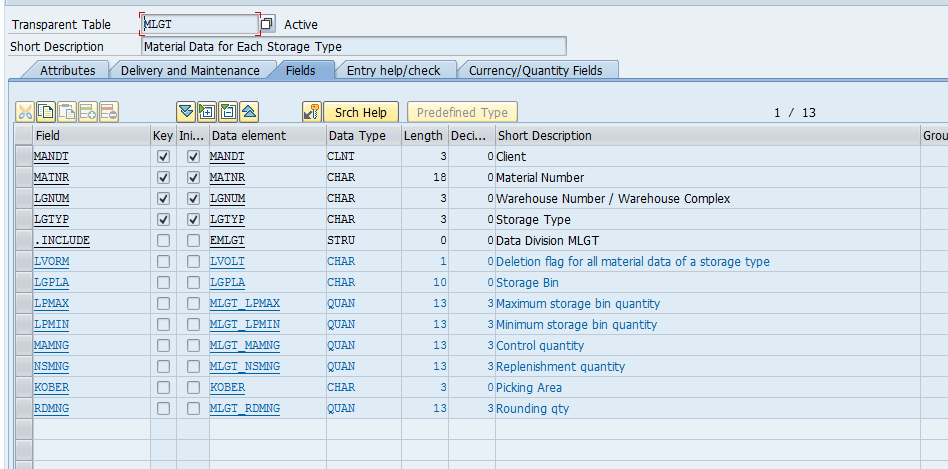 Transparent Table MLGT Active
Short Description Material Data for Each Storage Type
Attributes Delivery and Maintenance Fields Entry help/check Currency/Quantity Fields
Srch Help Predefined Type 1 / 13
Field Key Ini... Data element Data Type Length Deci... Short Description Grou
MANDT MANDT CLNT 3 0 Client
MATNR MATNR CHAR 18 0 Material Number
LGNUM LGNUM CHAR 3 0 Warehouse Number / Warehouse Complex
LGTYP LGTYP CHAR 3 0 Storage Type
.INCLUDE EMLGT STRU 0 0 Data Division MLGT
LVORM LVOLT CHAR 1 0 Deletion flag for all material data of a storage type
LGPLA LGPLA CHAR 10 0 Storage Bin
LPMAX MLGT_LPMAX QUAN 13 3 Maximum storage bin quantity
LPMIN MLGT_LPMIN QUAN 13 3 Minimum storage bin quantity
MAMNG MLGT_MAMNG QUAN 13 3 Control quantity
NSMNG MLGT_NSMNG QUAN 13 3 Replenishment quantity
KOBER KOBER CHAR 3 0 Picking Area
RDMNG MLGT_RDMNG QUAN 13 3 Rounding qty